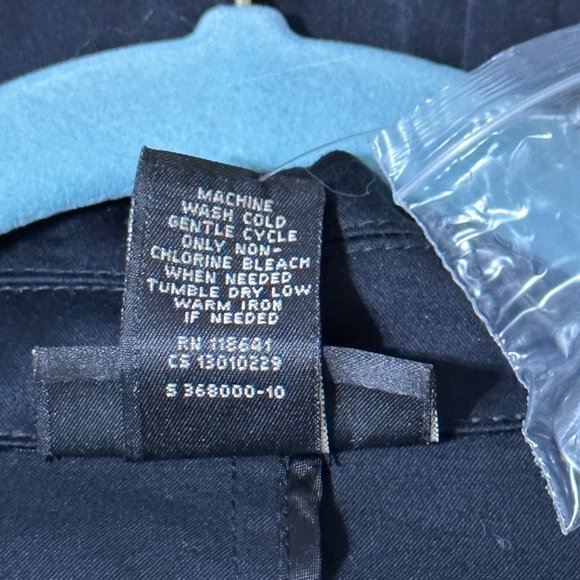 MACHINE
WASH COLD
GENTLE CYCLE
ONLY NON-
CHLORINE BLEACH
WHEN NEEDED
TUMBLE DRY LOW
WARM IRON
IF NEEDED
RN 118641
CS 13010229
S 368000-10